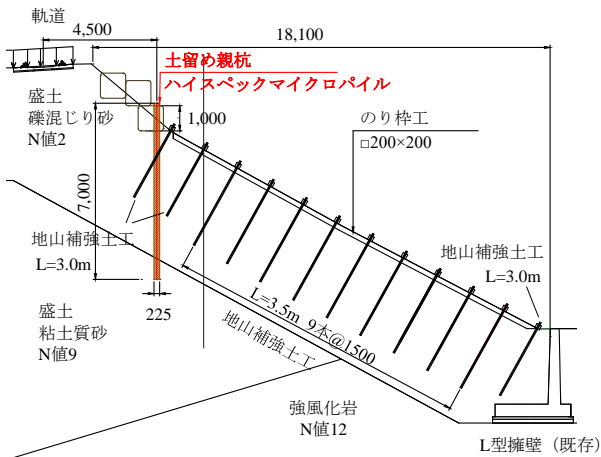 軌道
4,500
18,100
土留め親杭
ハイスペックマイクロパイル
盛土
礫混じり砂
N値2
1,000
のり枠工
□200×200
7,000
地山補強土工
L=3.0m
地山補強土工
L=3.0m
盛土
粘土質砂
N値9
225
L=3.5m 9本@1500
地山補強土工
強風化岩
N値12
L型擁壁（既存）